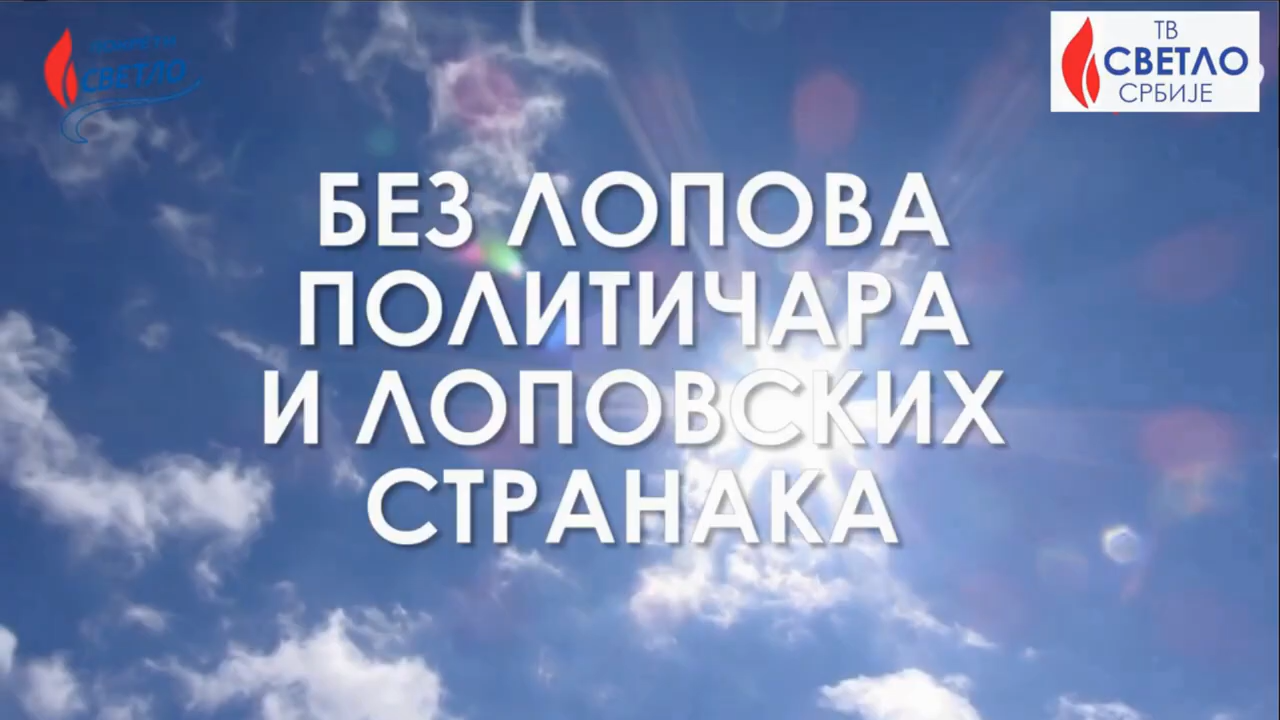 СВЕТЛО
ТВ
СВЕТЛО
СРБИЈЕ
БЕЗ ЛОПОВА
ПОЛИТИЧАРА
И ЛОПОВСКИХ
СТРАНАКА